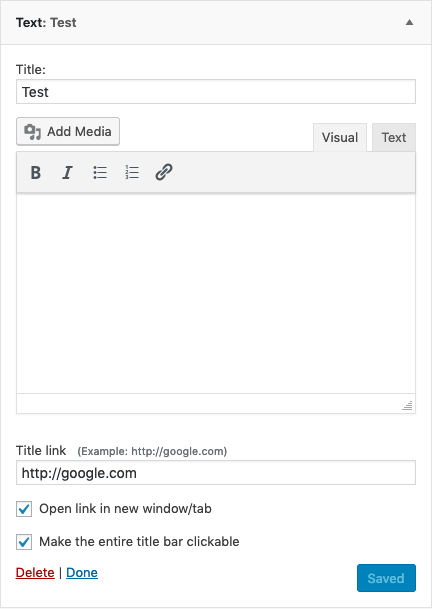 Text: Test
Title:
Test
Add Media
Visual Text
B I
Title link (Example: http://google.com)
http://google.com
Open link in new window/tab
Make the entire title bar clickable
Delete | Done
Saved